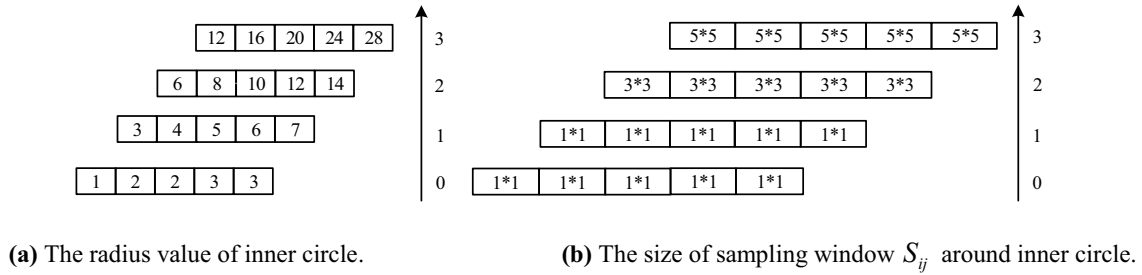 12 16 20 24 28 3 5*5 5*5 5*5 5*5 5*5 3
6 8 10 12 14 2 3*3 3*3 3*3 3*3 3*3 2
3 4 5 6 7 1 1*1 1*1 1*1 1*1 1*1 1
1 2 2 3 3 0 1*1 1*1 1*1 1*1 1*1 0
(a) The radius value of inner circle. (b) The size of sampling window S_ij around inner circle.